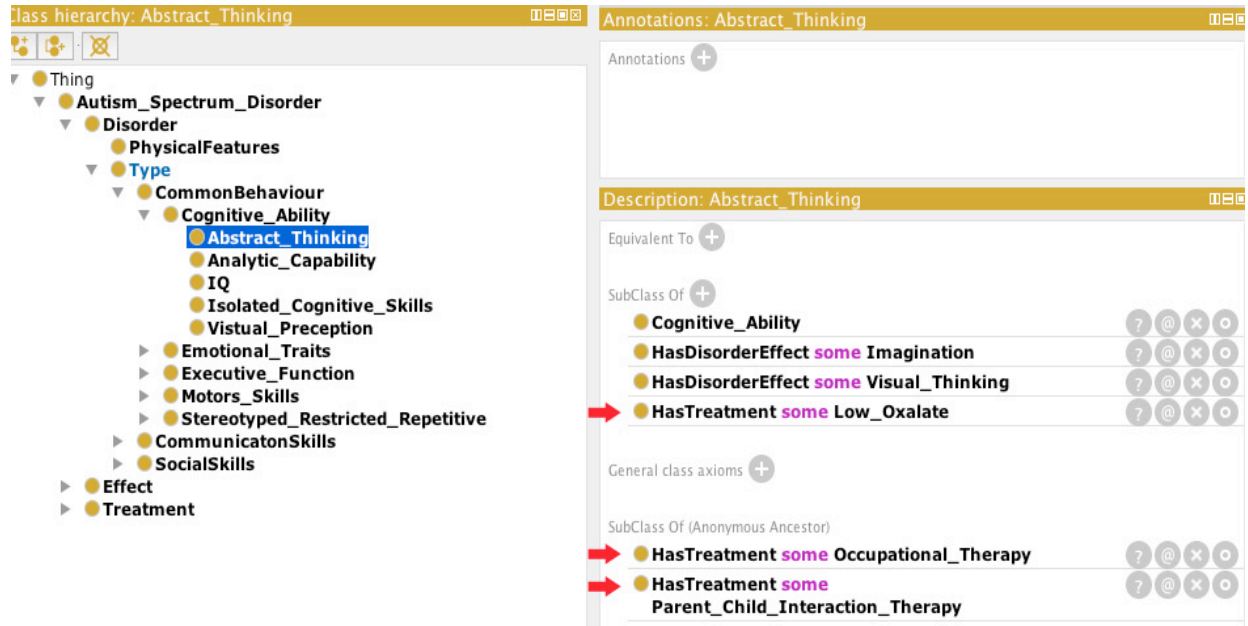 Class hierarchy: Abstract_Thinking
Thing
Autism_Spectrum_Disorder
Disorder
PhysicalFeatures
Type
CommonBehaviour
Cognitive_Ability
Abstract_Thinking
Analytic_Capability
IQ
Isolated_Cognitive_Skills
Vistual_Preception
Emotional_Traits
Executive_Function
Motors_Skills
Stereotyped_Restricted_Repetitive
CommunicatonSkills
SocialSkills
Effect
Treatment
Annotations: Abstract_Thinking
Annotations
Description: Abstract_Thinking
Equivalent To
SubClass Of
Cognitive_Ability
HasDisorderEffect some Imagination
HasDisorderEffect some Visual_Thinking
HasTreatment some Low_Oxalate
General class axioms
SubClass Of (Anonymous Ancestor)
HasTreatment some Occupational_Therapy
HasTreatment some
Parent_Child_Interaction_Therapy